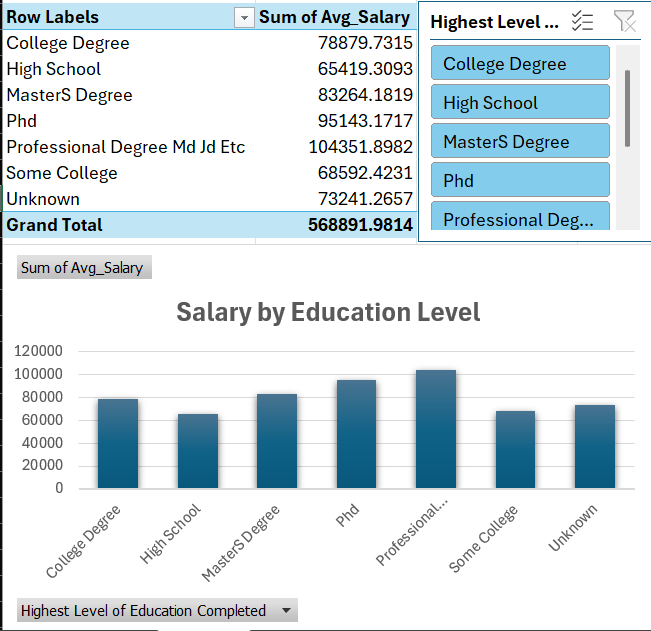 Row Labels Sum of Avg_Salary
College Degree 78879.7315
High School 65419.3093
MasterS Degree 83264.1819
Phd 95143.1717
Professional Degree Md Jd Etc 104351.8982
Some College 68592.4231
Unknown 73241.2657
Grand Total 568891.9814
Highest Level ...
College Degree
High School
MasterS Degree
Phd
Professional Deg...
Sum of Avg_Salary
Salary by Education Level
120000
100000
80000
60000
40000
20000
0
College Degree
High School
MasterS Degree
Phd
Professional...
Some College
Unknown
Highest Level of Education Completed